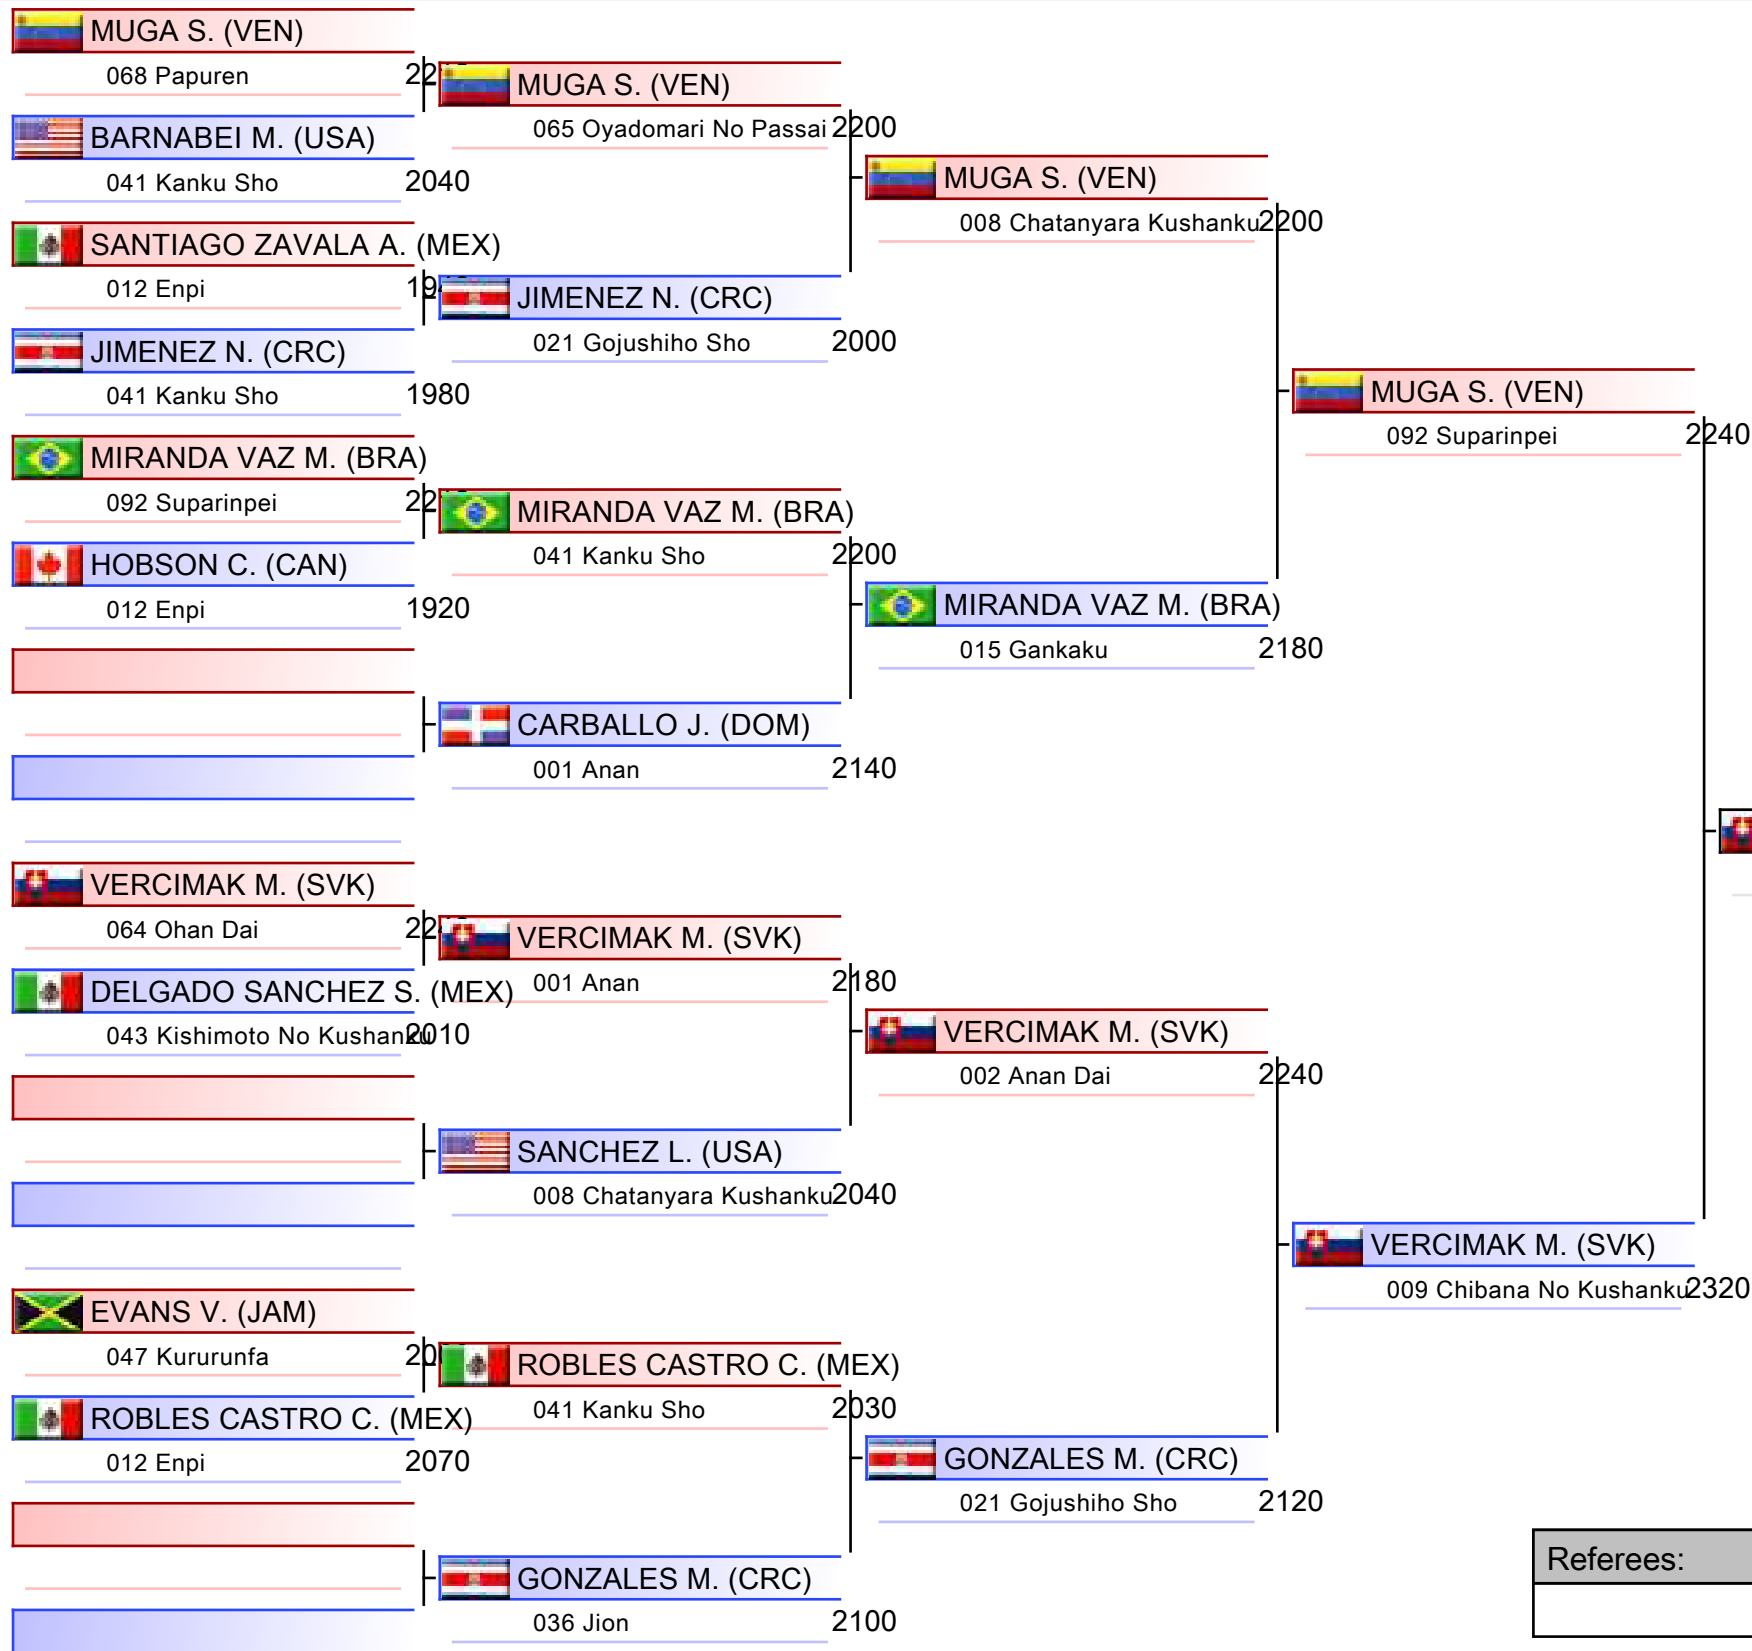 MUGA S. (VEN)
068 Papuren
BARNABEI M. (USA)
041 Kanku Sho 2040
SANTIAGO ZAVALA A. (MEX)
012 Enpi
JIMENEZ N. (CRC)
041 Kanku Sho 1980
MIRANDA VAZ M. (BRA)
092 Suparinpei
HOBSON C. (CAN)
012 Enpi 1920
VERCIMAK M. (SVK)
064 Ohan Dai
DELGADO SANCHEZ S. (MEX)
043 Kishimoto No Kushanku 2010
EVANS V. (JAM)
047 Kururunfa
ROBLES CASTRO C. (MEX)
012 Enpi 2070
MUGA S. (VEN)
065 Oyadomari No Passai 2200
JIMENEZ N. (CRC)
021 Gojushiho Sho 2000
MIRANDA VAZ M. (BRA)
041 Kanku Sho 2200
CARBALLO J. (DOM)
001 Anan 2140
VERCIMAK M. (SVK)
001 Anan 2180
SANCHEZ L. (USA)
008 Chatanyara Kushanku 2040
ROBLES CASTRO C. (MEX)
041 Kanku Sho 2030
GONZALES M. (CRC)
036 Jion 2100
MUGA S. (VEN)
008 Chatanyara Kushanku 2200
MIRANDA VAZ M. (BRA)
015 Gankaku 2180
VERCIMAK M. (SVK)
002 Anan Dai 2240
GONZALES M. (CRC)
021 Gojushiho Sho 2120
MUGA S. (VEN)
092 Suparinpei 2240
VERCIMAK M. (SVK)
009 Chibana No Kushanku 2320
Referees: